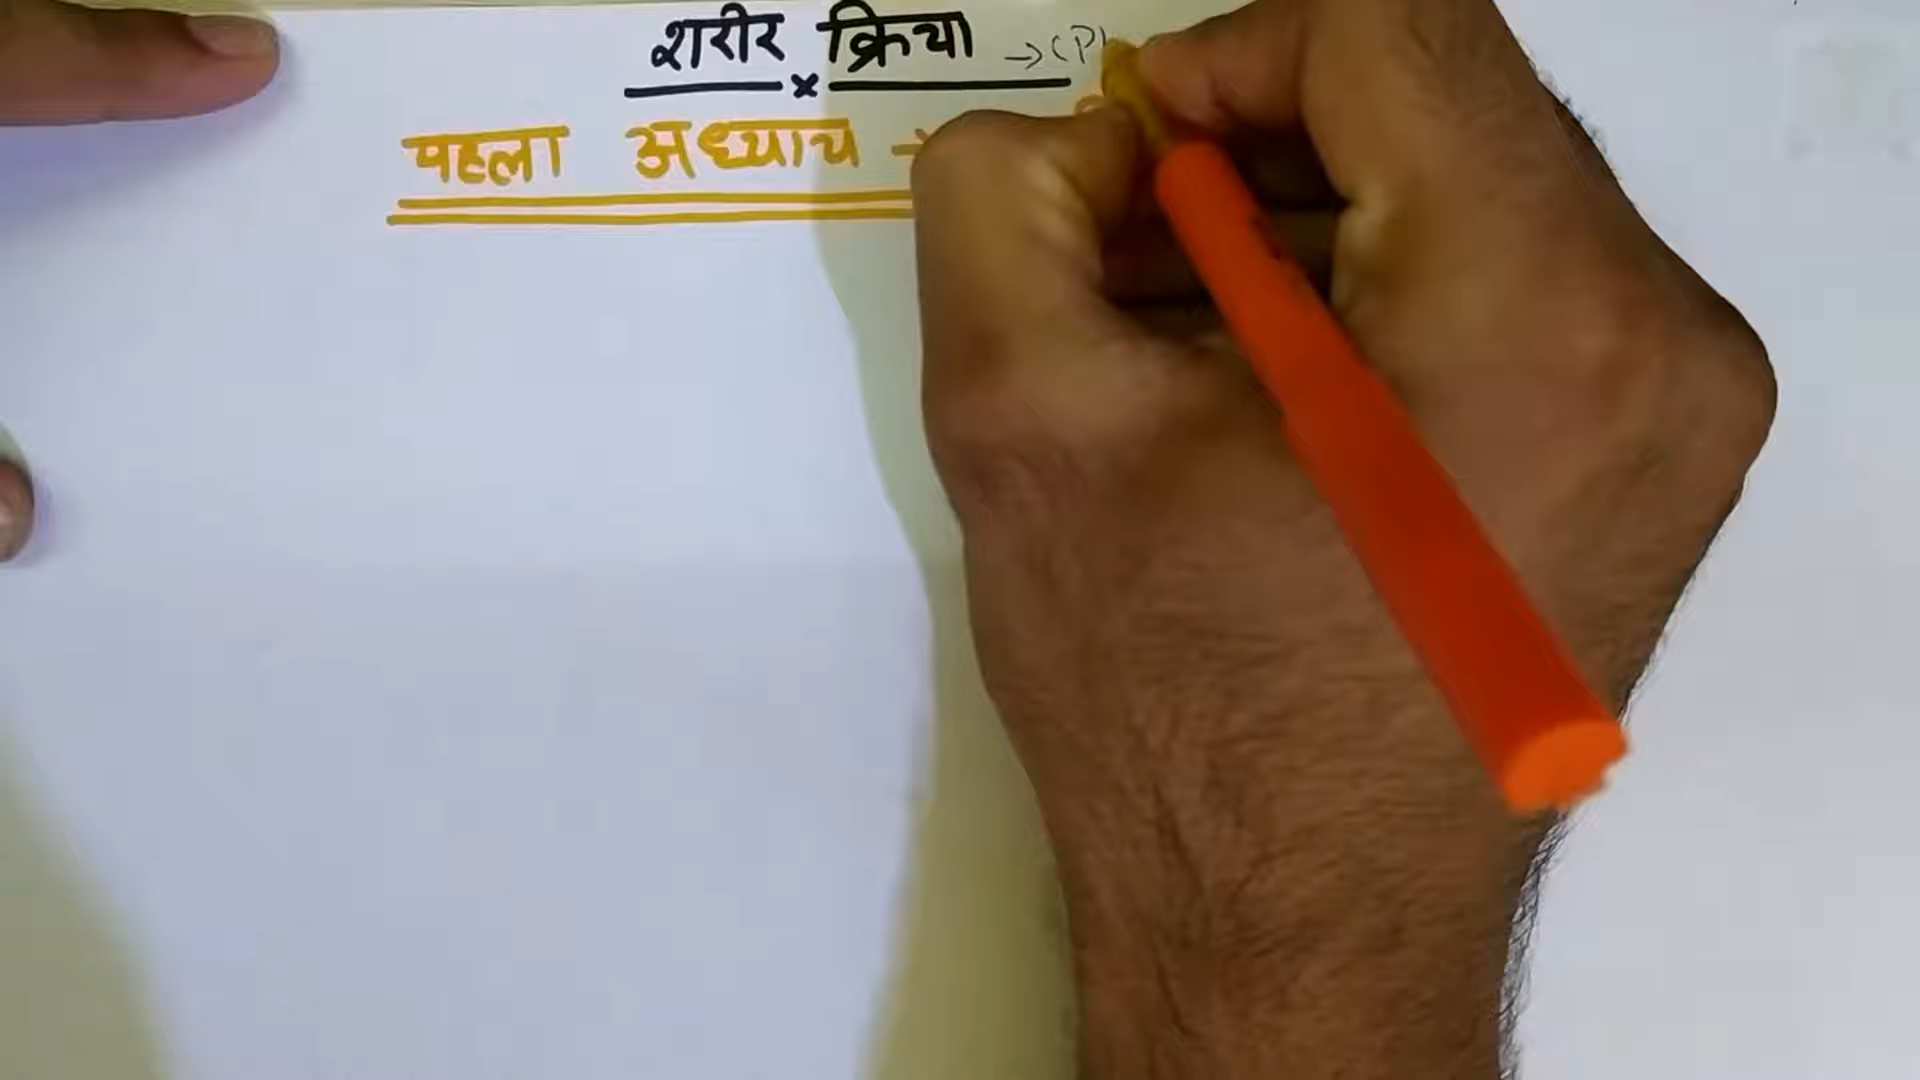 शरीर क्रिया →(P)
पहला अध्याय →